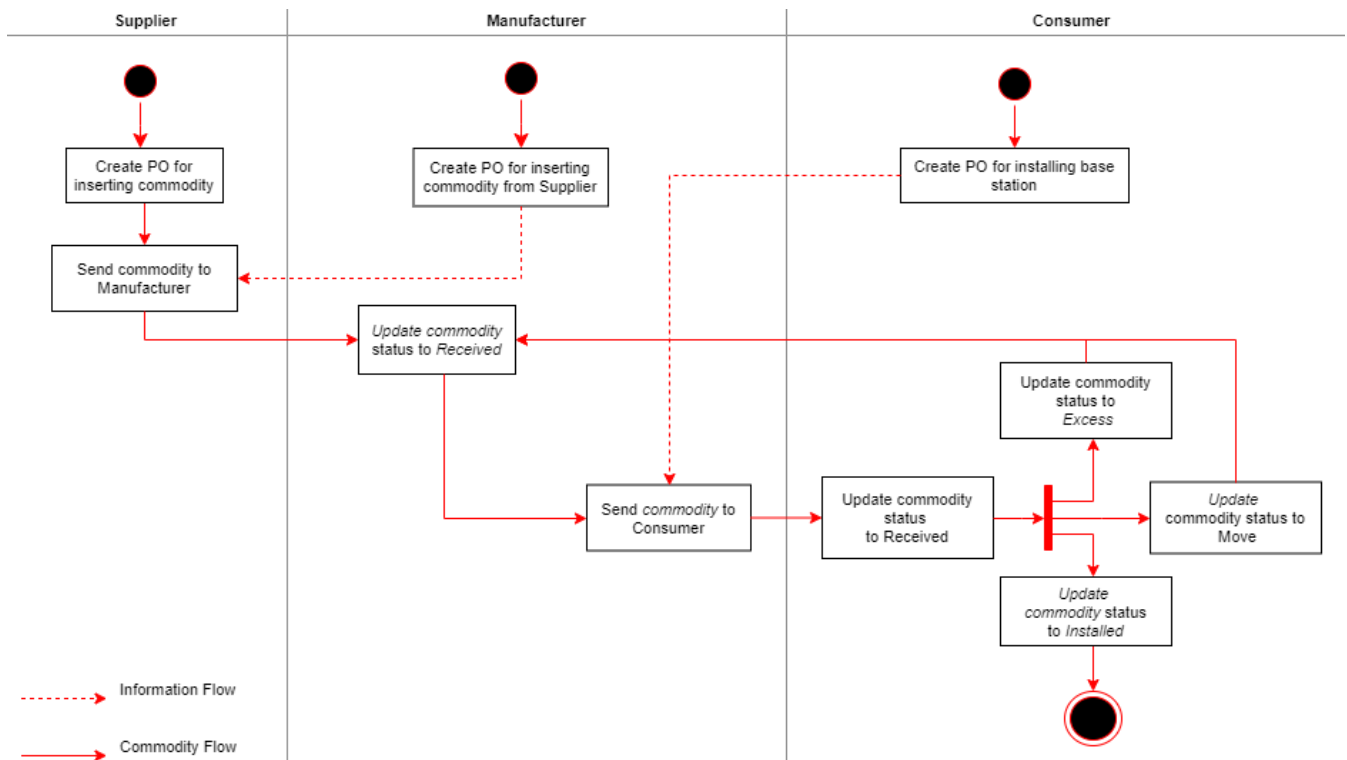 Supplier
Manufacturer
Consumer
Create PO for
inserting commodity
Create PO for inserting
commodity from Supplier
Create PO for installing base
station
Send commodity to
Manufacturer
Update commodity
status to Received
Update commodity
status to
Excess
Send commodity to
Consumer
Update commodity
status
to Received
Update
commodity status to
Move
Update
commodity status
to Installed
Information Flow
Commodity Flow